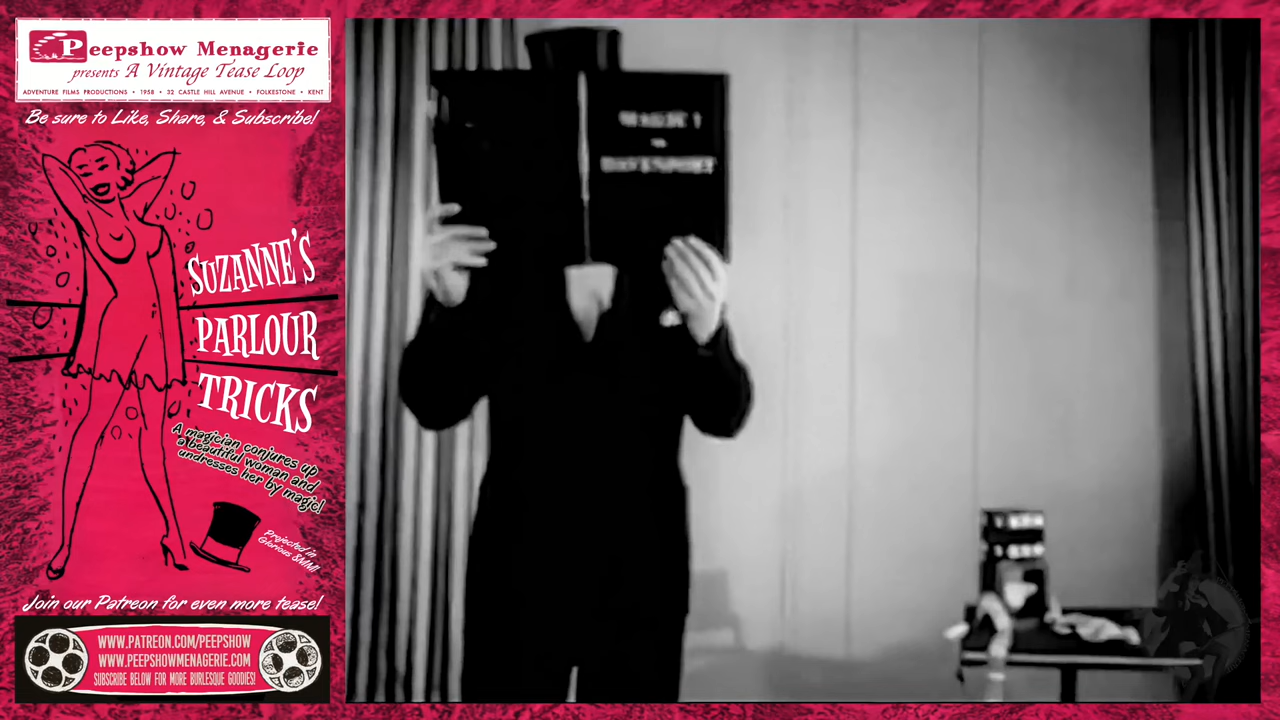 Peepshow Menagerie
presents A Vintage Tease Loop
ADVENTURE FILMS PRODUCTIONS • 1958 • 32 CASTLE HILL AVENUE • FOLKESTONE • KENT
Be sure to Like, Share, & Subscribe!
SUZANNE'S
PARLOUR
TRICKS
A magician conjures up
a beautiful woman and
undresses her by magic!
Projected in
Glorious 8MM!
Join our Patreon for even more tease!
WWW.PATREON.COM/PEEPSHOW
WWW.PEEPSHOWMENAGERIE.COM
SUBSCRIBE BELOW FOR MORE BURLESQUE GOODIES!